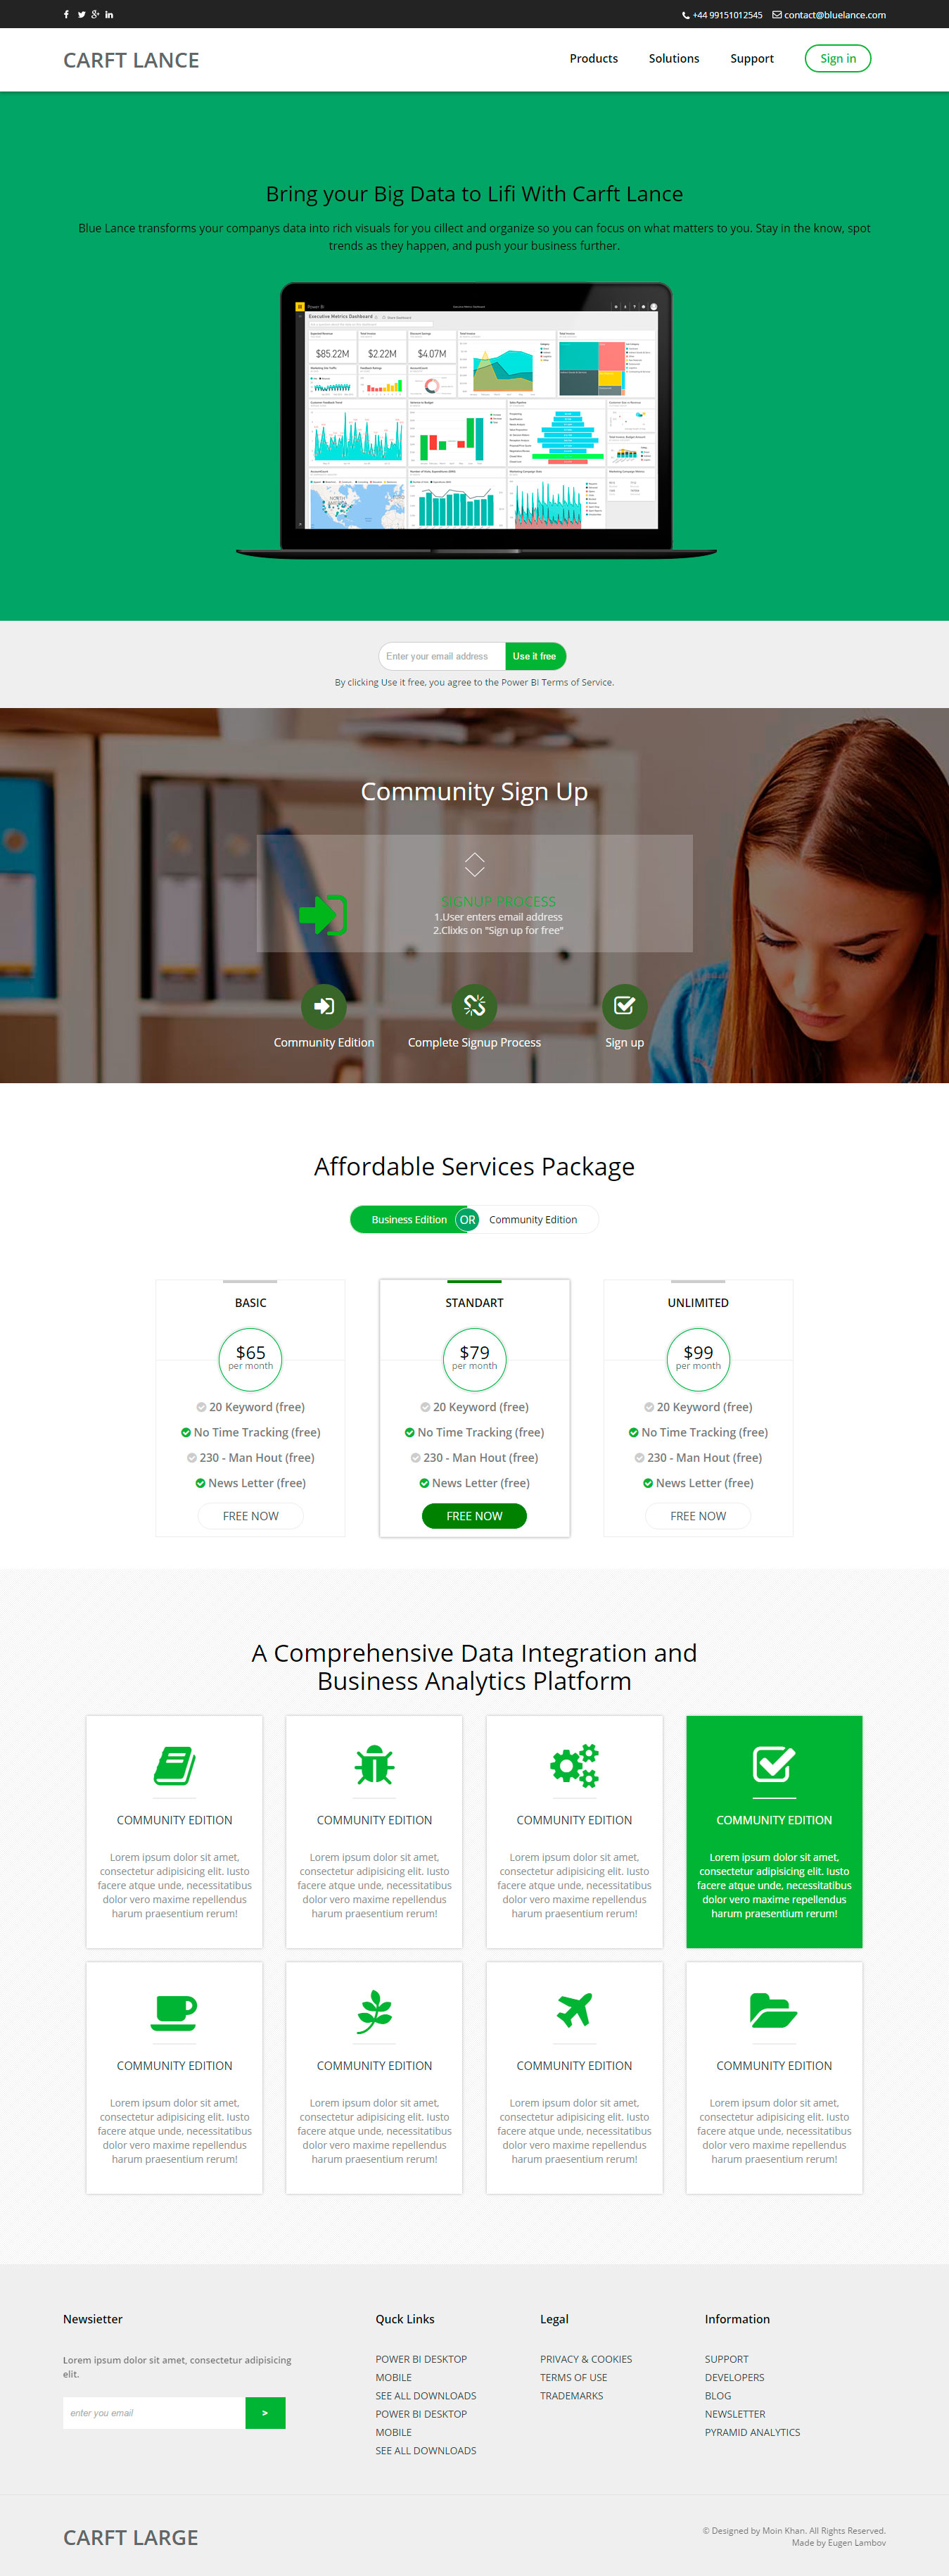 +44 99151012545 contact@bluelance.com
CARFT LANCE
Products Solutions Support Sign in
Bring your Big Data to Lifi With Carft Lance
Blue Lance transforms your companys data into rich visuals for you cillect and organize so you can focus on what matters to you. Stay in the know, spot
trends as they happen, and push your business further.
Power BI
Executive Metrics Dashboard
$85.22M $2.22M $4.07M
NORTH
Enter your email address Use it free
By clicking Use it free, you agree to the Power BI Terms of Service.
Community Sign Up
SIGNUP PROCESS
1.User enters email address
2.Clixks on "Sign up for free"
Community Edition Complete Signup Process Sign up
Affordable Services Package
Business Edition OR Community Edition
BASIC STANDART UNLIMITED
$65 $79 $99
per month per month per month
20 Keyword (free) 20 Keyword (free) 20 Keyword (free)
No Time Tracking (free) No Time Tracking (free) No Time Tracking (free)
230 - Man Hout (free) 230 - Man Hout (free) 230 - Man Hout (free)
News Letter (free) News Letter (free) News Letter (free)
FREE NOW FREE NOW FREE NOW
A Comprehensive Data Integration and
Business Analytics Platform
COMMUNITY EDITION COMMUNITY EDITION COMMUNITY EDITION COMMUNITY EDITION
Lorem ipsum dolor sit amet, Lorem ipsum dolor sit amet, Lorem ipsum dolor sit amet, Lorem ipsum dolor sit amet,
consectetur adipisicing elit. Iusto consectetur adipisicing elit. Iusto consectetur adipisicing elit. Iusto consectetur adipisicing elit. Iusto
facere atque unde, necessitatibus facere atque unde, necessitatibus facere atque unde, necessitatibus facere atque unde, necessitatibus
dolor vero maxime repellendus dolor vero maxime repellendus dolor vero maxime repellendus dolor vero maxime repellendus
harum praesentium rerum! harum praesentium rerum! harum praesentium rerum! harum praesentium rerum!
COMMUNITY EDITION COMMUNITY EDITION COMMUNITY EDITION COMMUNITY EDITION
Lorem ipsum dolor sit amet, Lorem ipsum dolor sit amet, Lorem ipsum dolor sit amet, Lorem ipsum dolor sit amet,
consectetur adipisicing elit. Iusto consectetur adipisicing elit. Iusto consectetur adipisicing elit. Iusto consectetur adipisicing elit. Iusto
facere atque unde, necessitatibus facere atque unde, necessitatibus facere atque unde, necessitatibus facere atque unde, necessitatibus
dolor vero maxime repellendus dolor vero maxime repellendus dolor vero maxime repellendus dolor vero maxime repellendus
harum praesentium rerum! harum praesentium rerum! harum praesentium rerum! harum praesentium rerum!
Newsietter
Lorem ipsum dolor sit amet, consectetur adipisicing
elit.
enter you email >
Quck Links
POWER BI DESKTOP
MOBILE
SEE ALL DOWNLOADS
POWER BI DESKTOP
MOBILE
SEE ALL DOWNLOADS
Legal
PRIVACY & COOKIES
TERMS OF USE
TRADEMARKS
Information
SUPPORT
DEVELOPERS
BLOG
NEWSLETTER
PYRAMID ANALYTICS
CARFT LARGE
© Designed by Moin Khan. All Rights Reserved.
Made by Eugen Lambov